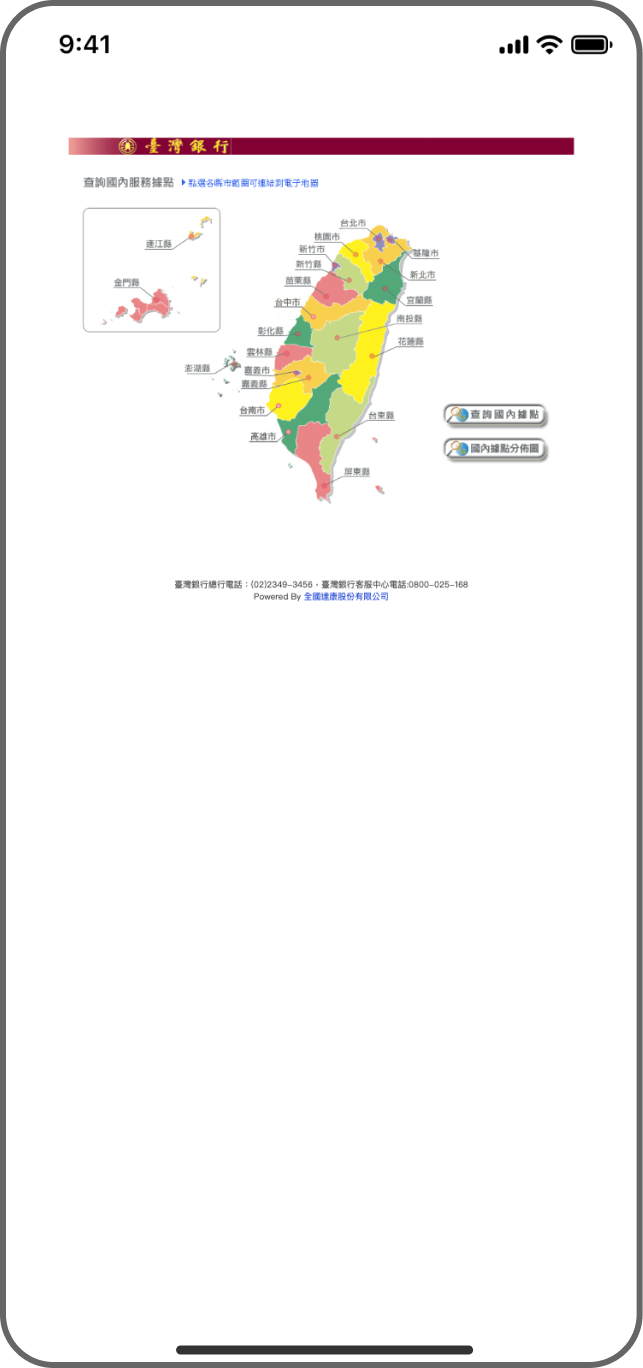 9:41
臺灣銀行
查詢國內服務據點
點選各縣市範圍可連結到電子地圖
台北市
桃園市
新竹市
基隆市
連江縣
新竹縣
新北市
金門縣
苗栗縣
宜蘭縣
台中市
南投縣
彰化縣
花蓮縣
雲林縣
澎湖縣
嘉義市
嘉義縣
台南市
台東縣
查詢國內據點
高雄市
國內據點分佈圖
屏東縣
臺灣銀行總行電話：(02)2349-3456，臺灣銀行客服中心電話:0800-025-168
Powered By 全國達康股份有限公司